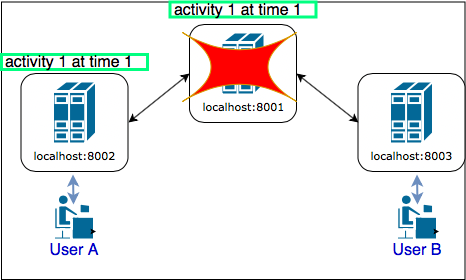 activity 1 at time 1
activity 1 at time 1
localhost:8001
localhost:8002
localhost:8003
User A
User B